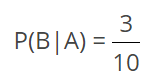 P(B|A) = 3/10